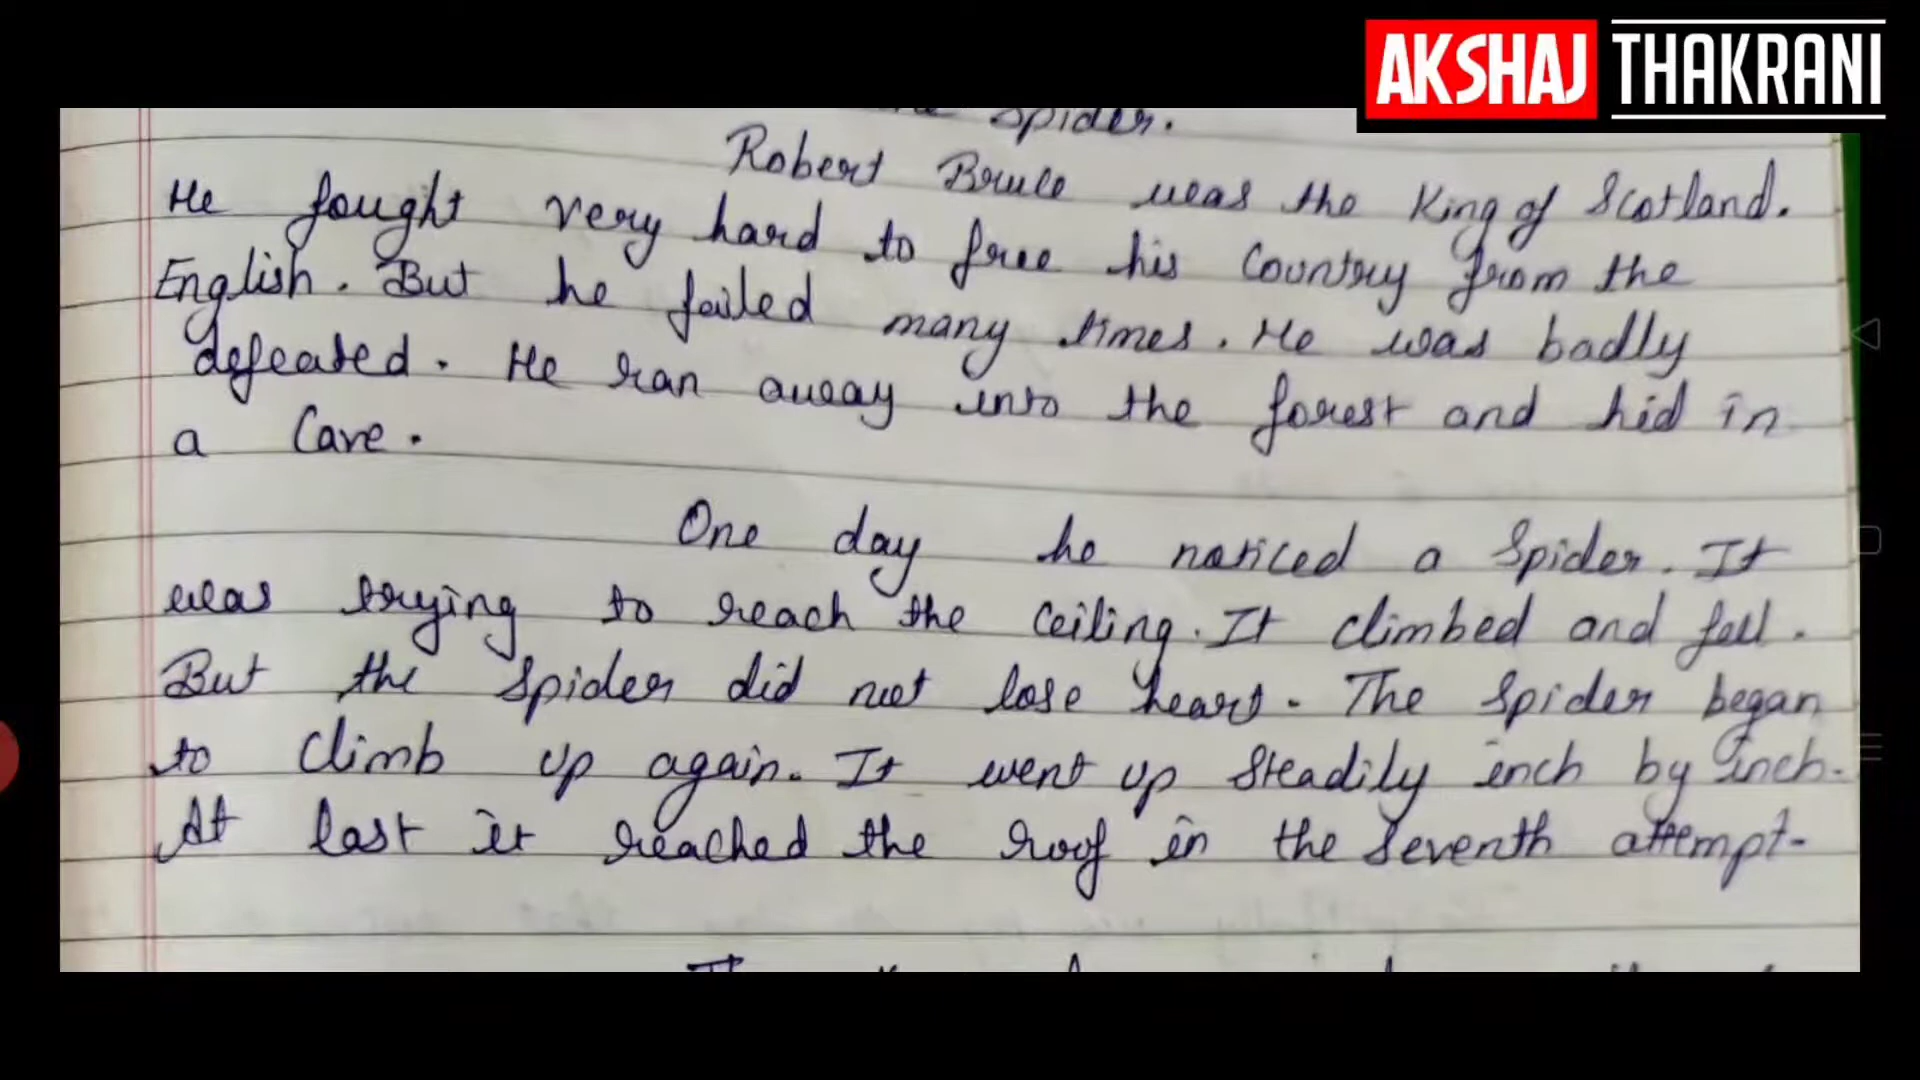 AKSHAJ THAKRANI
Spider.
Robert Bruce was the King of Scotland.
He fought very hard to free his Country from the
English. But he failed many times. He was badly
defeated. He ran away into the forest and hid in
a Cave.
One day he noticed a Spider. It
was trying to reach the Ceiling. It climbed and fell.
But the Spider did not lose heart. The Spider began
to Climb up again. It went up Steadily inch by inch.
At last it reached the roof in the Seventh attempt-